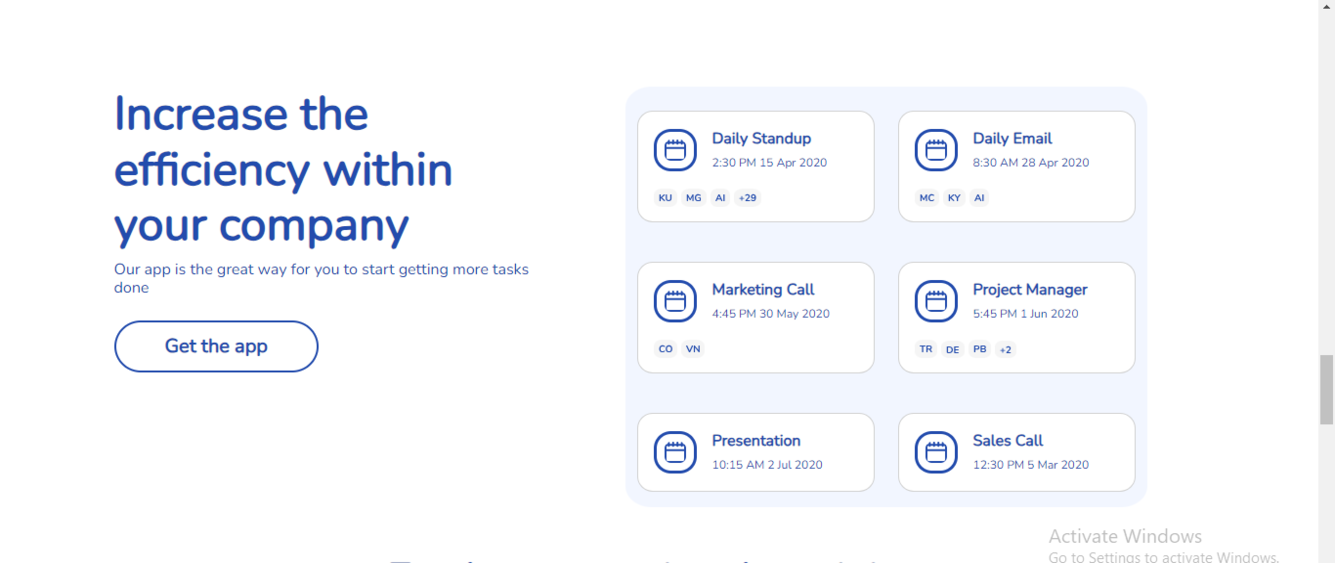 Increase the
efficiency within
your company
Our app is the great way for you to start getting more tasks
done
Get the app
Daily Standup
2:30 PM 15 Apr 2020
KU MG AI +29
Daily Email
8:30 AM 28 Apr 2020
MC KY AI
Marketing Call
4:45 PM 30 May 2020
CO VN
Project Manager
5:45 PM 1 Jun 2020
TR DE PB +2
Presentation
10:15 AM 2 Jul 2020
Sales Call
12:30 PM 5 Mar 2020
Activate Windows
Go to Settings to activate Windows.